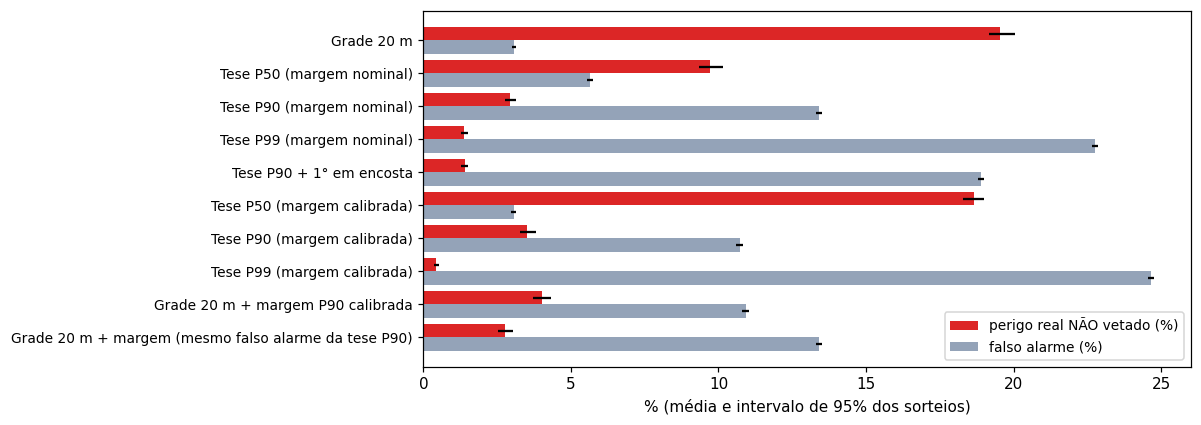 Grade 20 m
Tese P50 (margem nominal)
Tese P90 (margem nominal)
Tese P99 (margem nominal)
Tese P90 + 1° em encosta
Tese P50 (margem calibrada)
Tese P90 (margem calibrada)
Tese P99 (margem calibrada)
Grade 20 m + margem P90 calibrada
Grade 20 m + margem (mesmo falso alarme da tese P90)
perigo real NÃO vetado (%)
falso alarme (%)
0 5 10 15 20 25
% (média e intervalo de 95% dos sorteios)